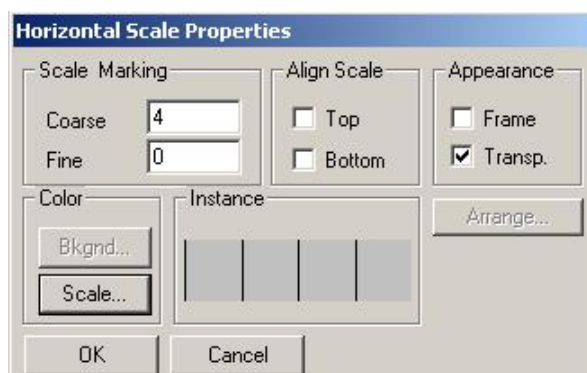 Horizontal Scale Properties
Scale Marking
Coarse 4
Fine 0
Align Scale
Top
Bottom
Appearance
Frame
Transp.
Color
Bkgnd...
Scale...
Instance
Arrange...
OK Cancel